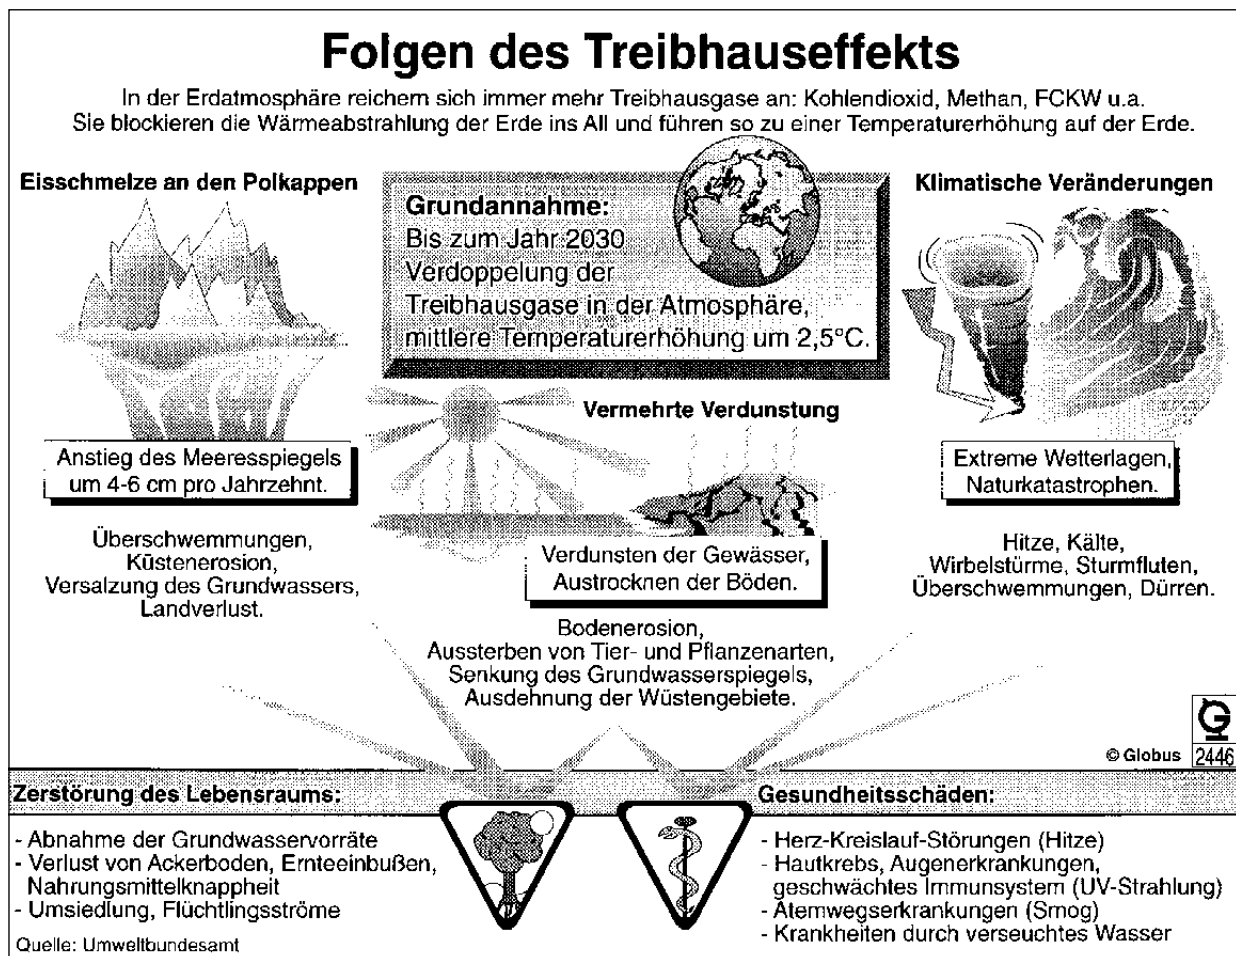 Folgen des Treibhauseffekts
In der Erdatmosphäre reichern sich immer mehr Treibhausgase an: Kohlendioxid, Methan, FCKW u.a.
Sie blockieren die Wärmeabstrahlung der Erde ins All und führen so zu einer Temperaturerhöhung auf der Erde.
Eisschmelze an den Polkappen
Anstieg des Meeresspiegels
um 4-6 cm pro Jahrzehnt.
Überschwemmungen,
Küstenerosion,
Versalzung des Grundwassers,
Landverlust.
Grundannahme:
Bis zum Jahr 2030
Verdoppelung der
Treibhausgase in der Atmosphäre,
mittlere Temperaturerhöhung um 2,5°C.
Vermehrte Verdunstung
Verdunsten der Gewässer,
Austrocknen der Böden.
Bodenerosion,
Aussterben von Tier- und Pflanzenarten,
Senkung des Grundwasserspiegels,
Ausdehnung der Wüstengebiete.
Klimatische Veränderungen
Extreme Wetterlagen,
Naturkatastrophen.
Hitze, Kälte,
Wirbelstürme, Sturmfluten,
Überschwemmungen, Dürren.
G
© Globus 2446
Zerstörung des Lebensraums:
- Abnahme der Grundwasservorräte
- Verlust von Ackerboden, Ernteeinbußen,
Nahrungsmittelknappheit
- Umsiedlung, Flüchtlingsströme
Quelle: Umweltbundesamt
Gesundheitsschäden:
- Herz-Kreislauf-Störungen (Hitze)
- Hautkrebs, Augenerkrankungen,
geschwächtes Immunsystem (UV-Strahlung)
- Atemwegserkrankungen (Smog)
- Krankheiten durch verseuchtes Wasser